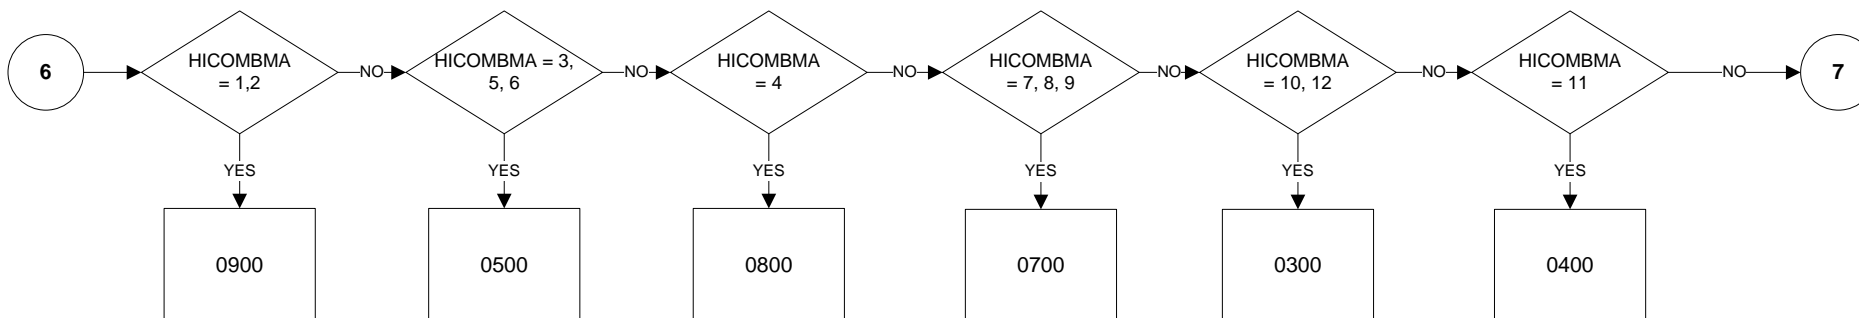 6
HICOMBMA
= 1,2
NO
HICOMBMA = 3,
5, 6
NO
HICOMBMA
= 4
NO
HICOMBMA
= 7, 8, 9
NO
HICOMBMA
= 10, 12
NO
HICOMBMA
= 11
NO
7
YES
YES
YES
YES
YES
YES
0900
0500
0800
0700
0300
0400